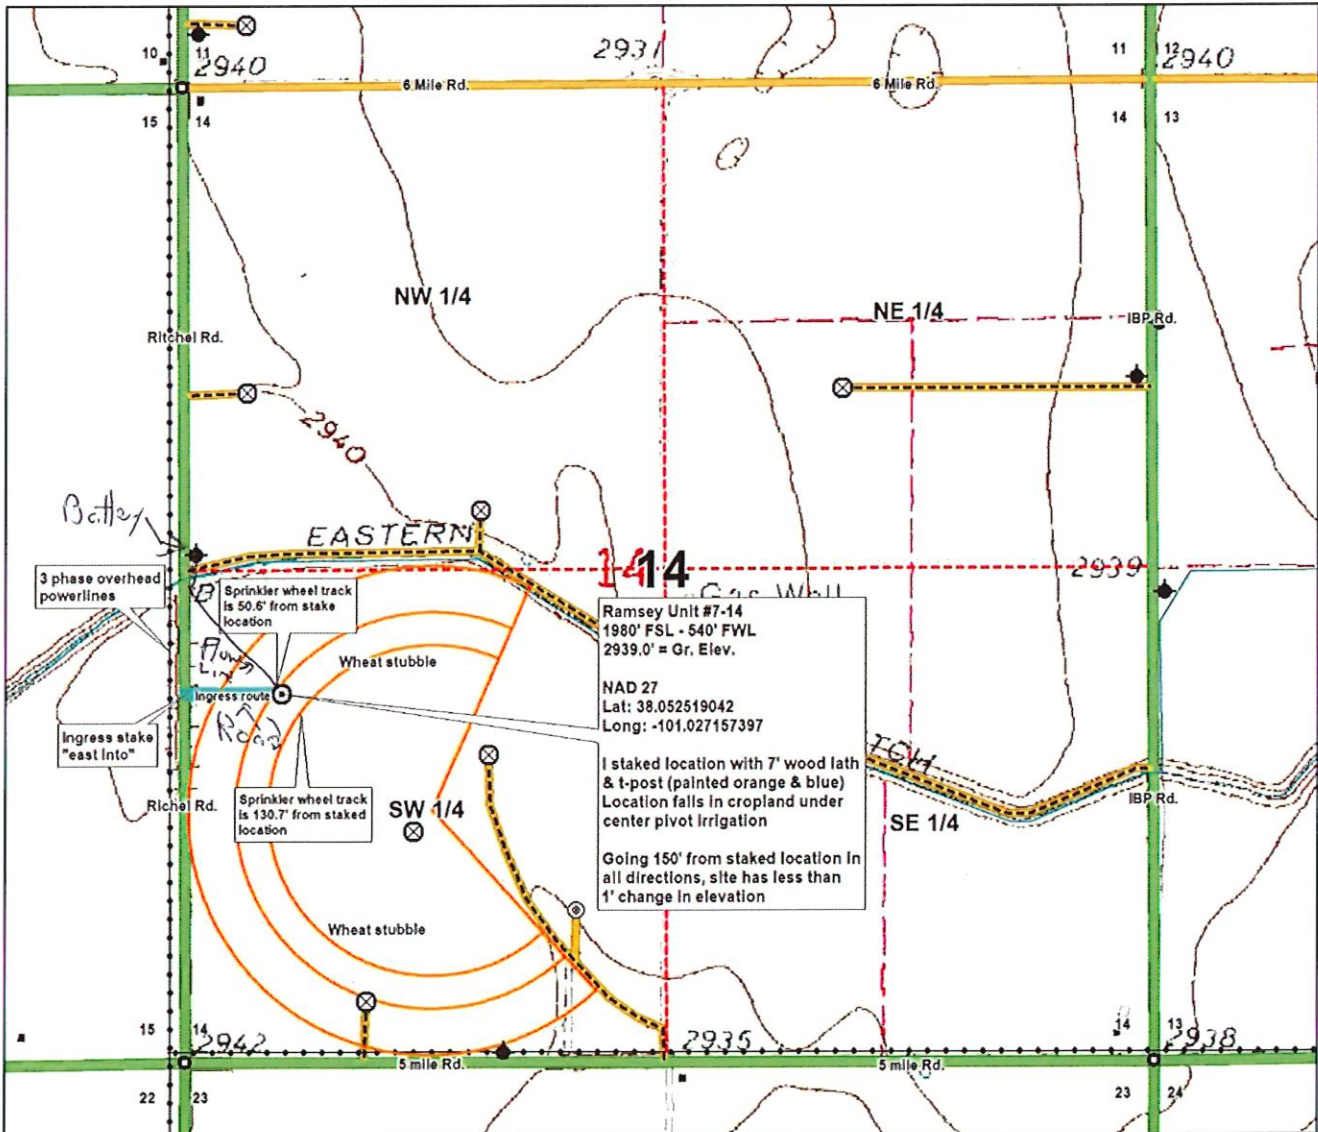 10 11
2940
2931
11 12
2940
6 Mile Rd.
6 Mile Rd.
15 14
14 13
NW 1/4
NE 1/4
Ritchel Rd.
IBP Rd.
2940
EASTERN
14
14
2939
Gas Well
3 phase overhead
powerlines
Sprinkler wheel track
is 50.6' from stake
location
Wheat stubble
Ingress route
Road
Ingress stake
"east into"
Richel Rd.
Sprinkler wheel track
is 130.7' from staked
location
SW 1/4
Wheat stubble
Ramsey Unit #7-14
1980' FSL - 540' FWL
2939.0' = Gr. Elev.
NAD 27
Lat: 38.052519042
Long: -101.027157397
I staked location with 7' wood lath
& t-post (painted orange & blue)
Location falls in cropland under
center pivot irrigation
Going 150' from staked location in
all directions, site has less than
1' change in elevation
TCH
IBP Rd.
SE 1/4
15 14
2942
2935
14 13
2938
5 mile Rd.
5 mile Rd.
22 23
23 24